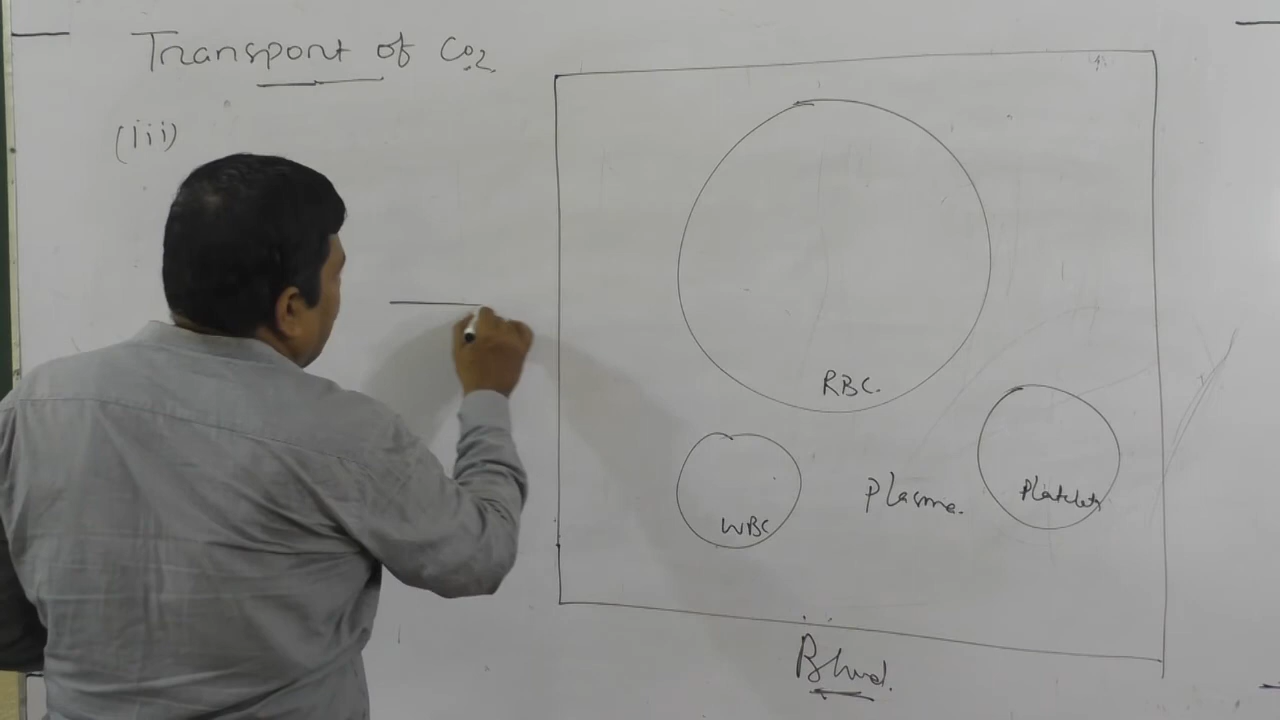 Transport of CO2
(iii)
RBC.
Platelets
Plasma.
WBC
Blood.